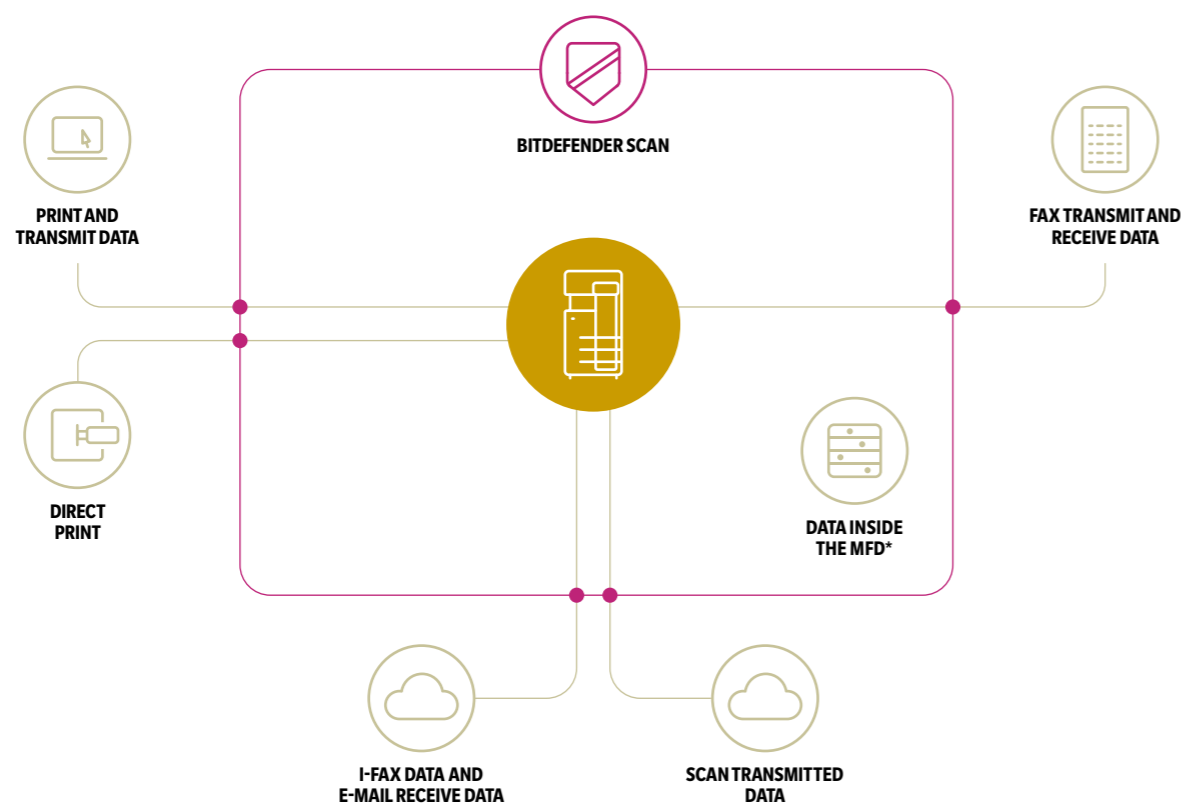 BITDEFENDER SCAN
PRINT AND
TRANSMIT DATA
FAX TRANSMIT AND
RECEIVE DATA
DIRECT
PRINT
DATA INSIDE
THE MFD*
I-FAX DATA AND
E-MAIL RECEIVE DATA
SCAN TRANSMITTED
DATA